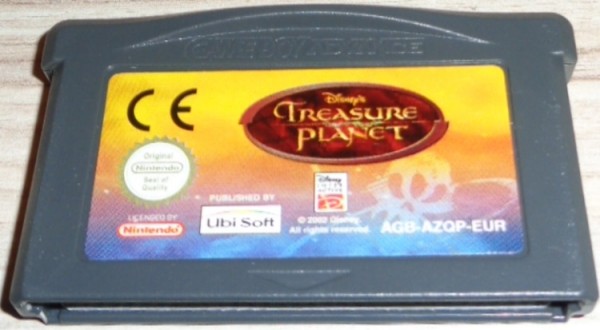 GAME BOY ADVANCE
CE
Disney's
TREASURE
PLANET
Original
Nintendo
Seal of
Quality
LICENSED BY
Nintendo
PUBLISHED BY
Ubi Soft
Disney
© 2002 Disney.
All rights reserved.
AGB-AZQP-EUR